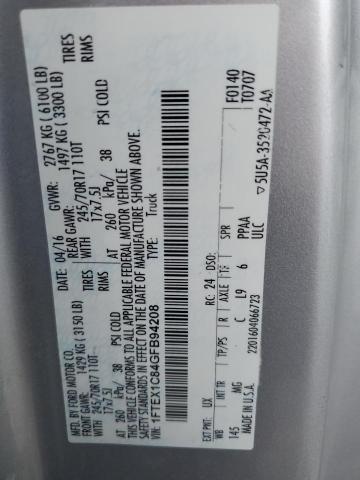 MFD. BY FORD MOTOR CO.
DATE: 04/16 GVWR: 2767 KG ( 6100 LB)
FRONT GAWR: 1429 KG ( 3150 LB) REAR GAWR: 1497 KG ( 3300 LB)
245/70R17 110T WITH 245/70R17 110T TIRES
17x7.5J RIMS WITH 17x7.5J RIMS
AT 260 kPa/ 38 PSI COLD AT 260 kPa/ 38 PSI COLD
THIS VEHICLE CONFORMS TO ALL APPLICABLE FEDERAL MOTOR VEHICLE
SAFETY STANDARDS IN EFFECT ON THE DATE OF MANUFACTURE SHOWN ABOVE.
VIN: 1FTEX1C84GFB94208
TYPE: Truck
F0140
T0707
EXT PNT: UX RC: 24 DSO:
WB INT TR TP/PS R AXLE TR SPR
145 MG C L9 6 PPAA
ULC
2201604066723
MADE IN U.S.A.
5U5A-3520472-AA